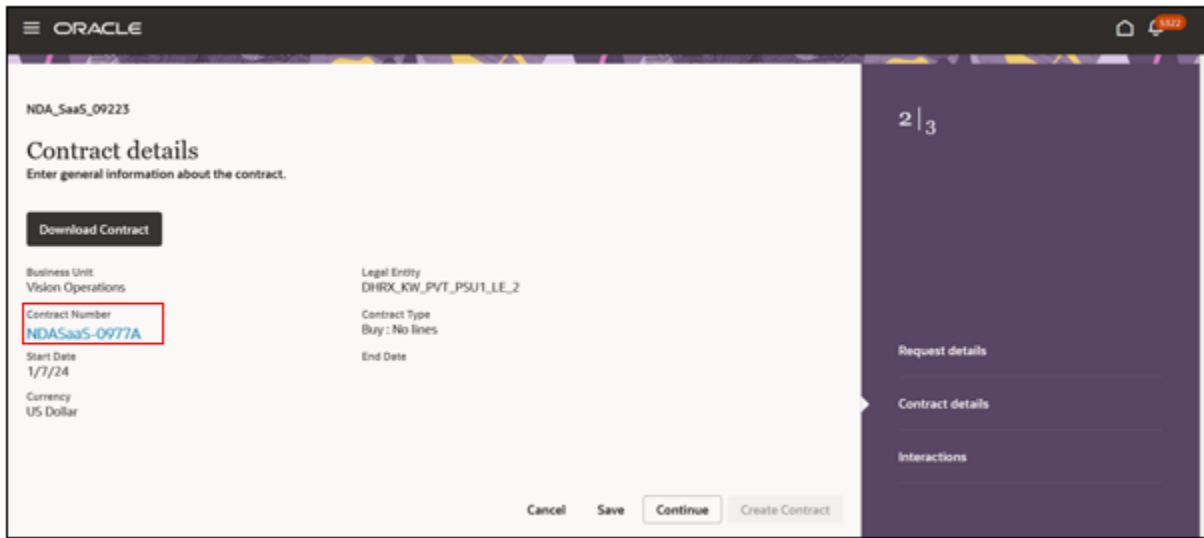 ORACLE
5322
NDA_SaaS_09223
Contract details
Enter general information about the contract.
Download Contract
Business Unit
Vision Operations
Legal Entity
DHRX_KW_PVT_PSU1_LE_2
Contract Number
NDASaaS-0977A
Contract Type
Buy : No lines
Start Date
1/7/24
End Date
Currency
US Dollar
Cancel Save Continue Create Contract
2|3
Request details
Contract details
Interactions